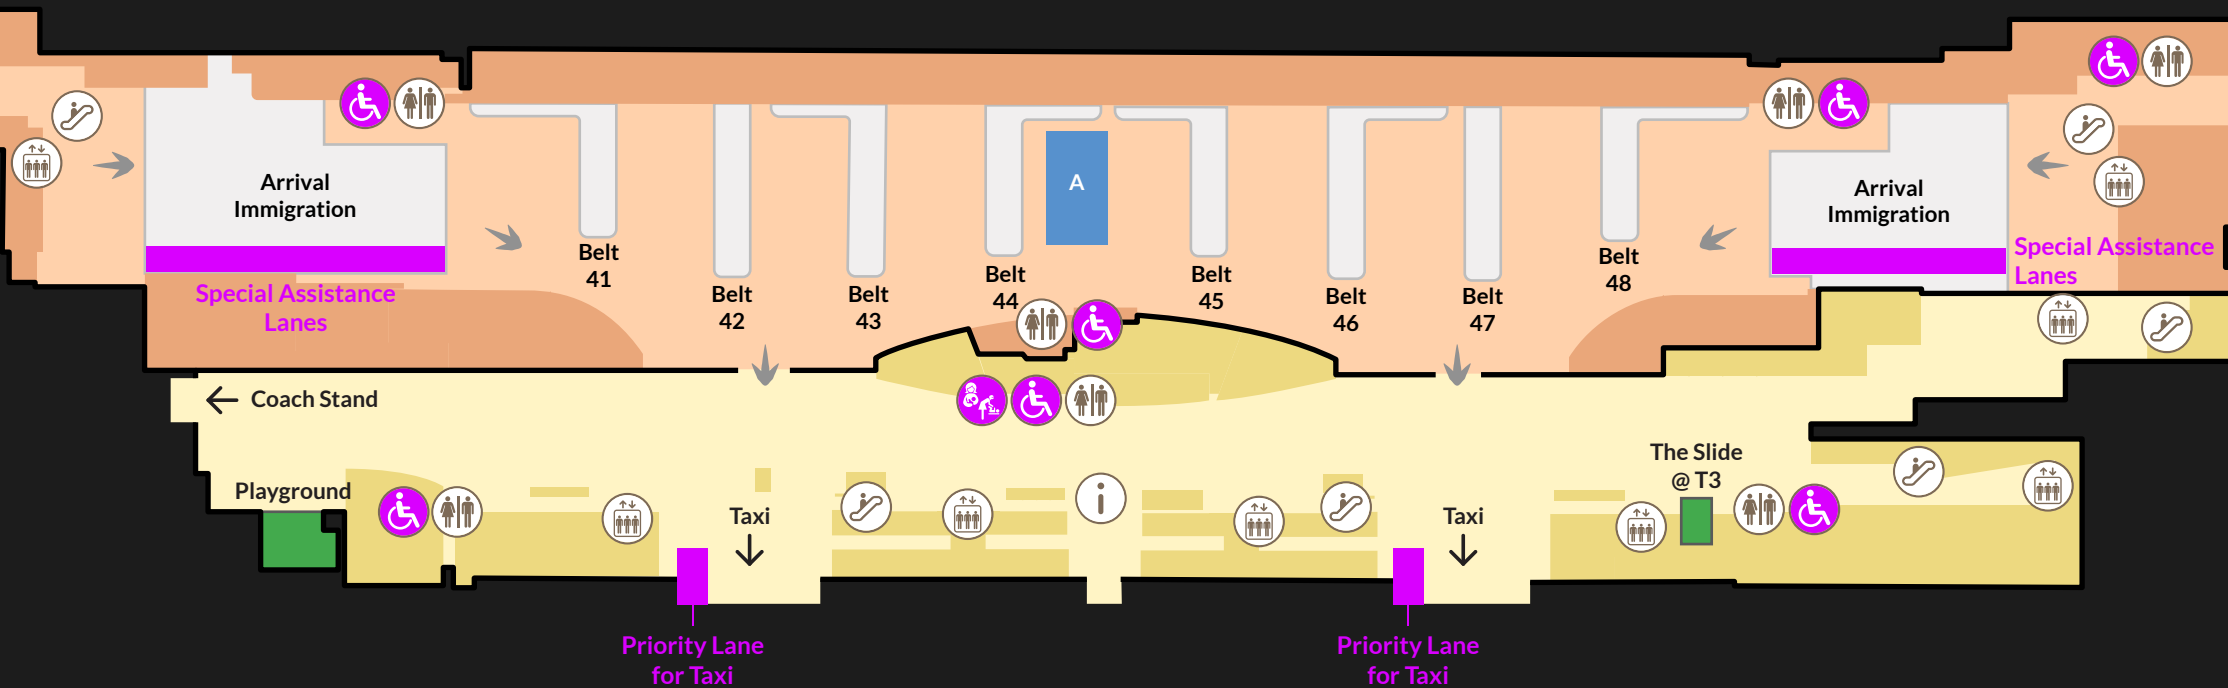 Arrival
Immigration
Special Assistance
Lanes
Belt
41
Belt
42
Belt
43
Belt
44
A
Belt
45
Belt
46
Belt
47
Belt
48
Arrival
Immigration
Special Assistance
Lanes
Coach Stand
Playground
Taxi
Priority Lane
for Taxi
i
Taxi
Priority Lane
for Taxi
The Slide
@ T3